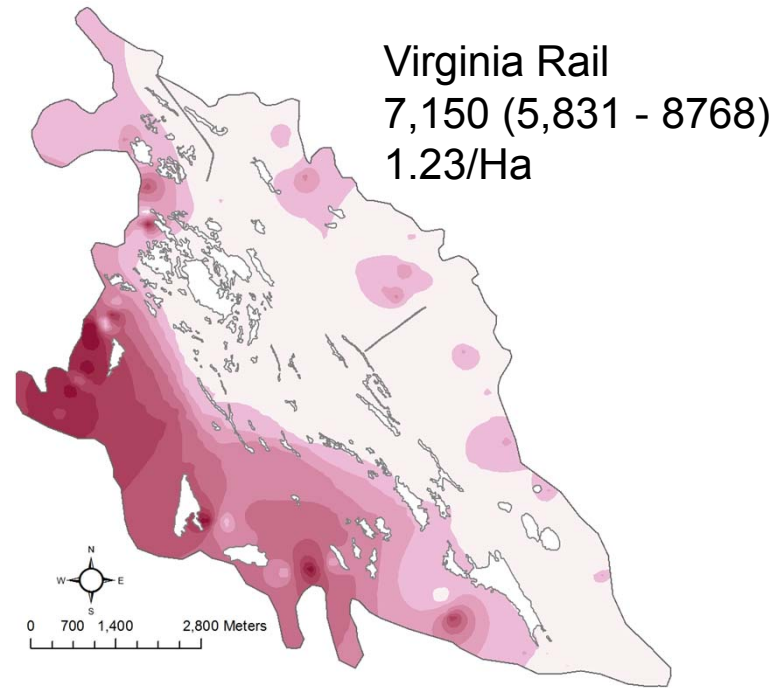 Virginia Rail
7,150 (5,831 - 8768)
1.23/Ha
N
W E
S
0 700 1,400 2,800 Meters